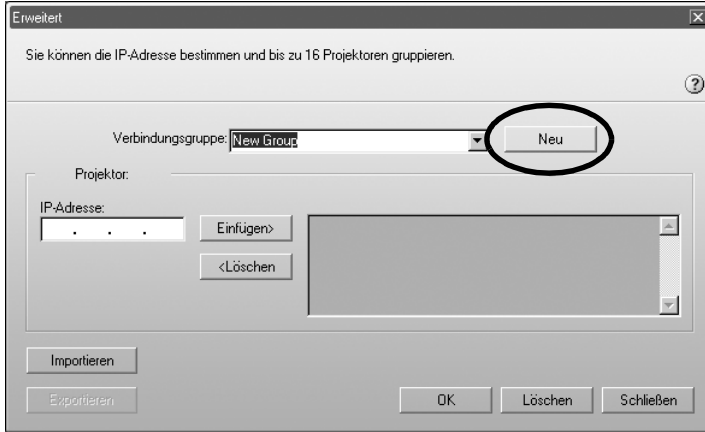 Erweitert
Sie können die IP-Adresse bestimmen und bis zu 16 Projektoren gruppieren.
?
Verbindungsgruppe: New Group Neu
Projektor:
IP-Adresse:
. . . Einfügen>
<Löschen
Importieren
Exportieren OK Löschen Schließen